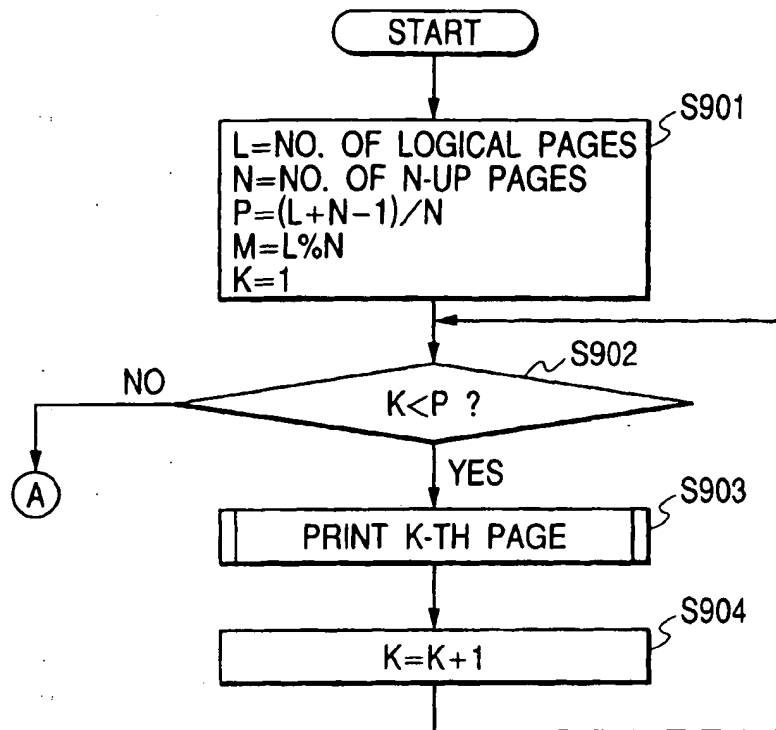 START
S901
L=NO. OF LOGICAL PAGES
N=NO. OF N-UP PAGES
P=(L+N-1)/N
M=L%N
K=1
S902
NO
K<P ?
A
YES
S903
PRINT K-TH PAGE
S904
K=K+1